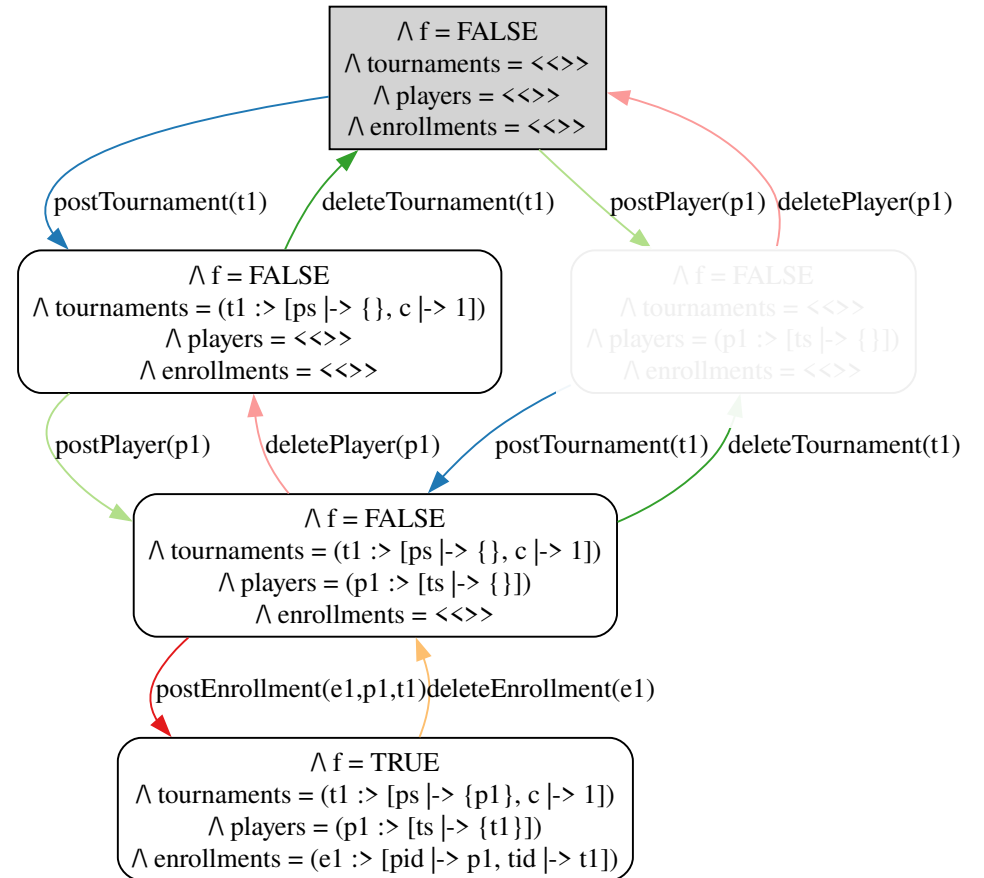 /\ f = FALSE
/\ tournaments = <<>>
/\ players = <<>>
/\ enrollments = <<>>
postTournament(t1)
deleteTournament(t1)
postPlayer(p1)
deletePlayer(p1)
/\ f = FALSE
/\ tournaments = (t1 :> [ps |-> {}, c |-> 1])
/\ players = <<>>
/\ enrollments = <<>>
/\ f = FALSE
/\ tournaments = <<>>
/\ players = (p1 :> [ts |-> {}])
/\ enrollments = <<>>
postPlayer(p1)
deletePlayer(p1)
postTournament(t1)
deleteTournament(t1)
/\ f = FALSE
/\ tournaments = (t1 :> [ps |-> {}, c |-> 1])
/\ players = (p1 :> [ts |-> {}])
/\ enrollments = <<>>
postEnrollment(e1,p1,t1)
deleteEnrollment(e1)
/\ f = TRUE
/\ tournaments = (t1 :> [ps |-> {p1}, c |-> 1])
/\ players = (p1 :> [ts |-> {t1}])
/\ enrollments = (e1 :> [pid |-> p1, tid |-> t1])